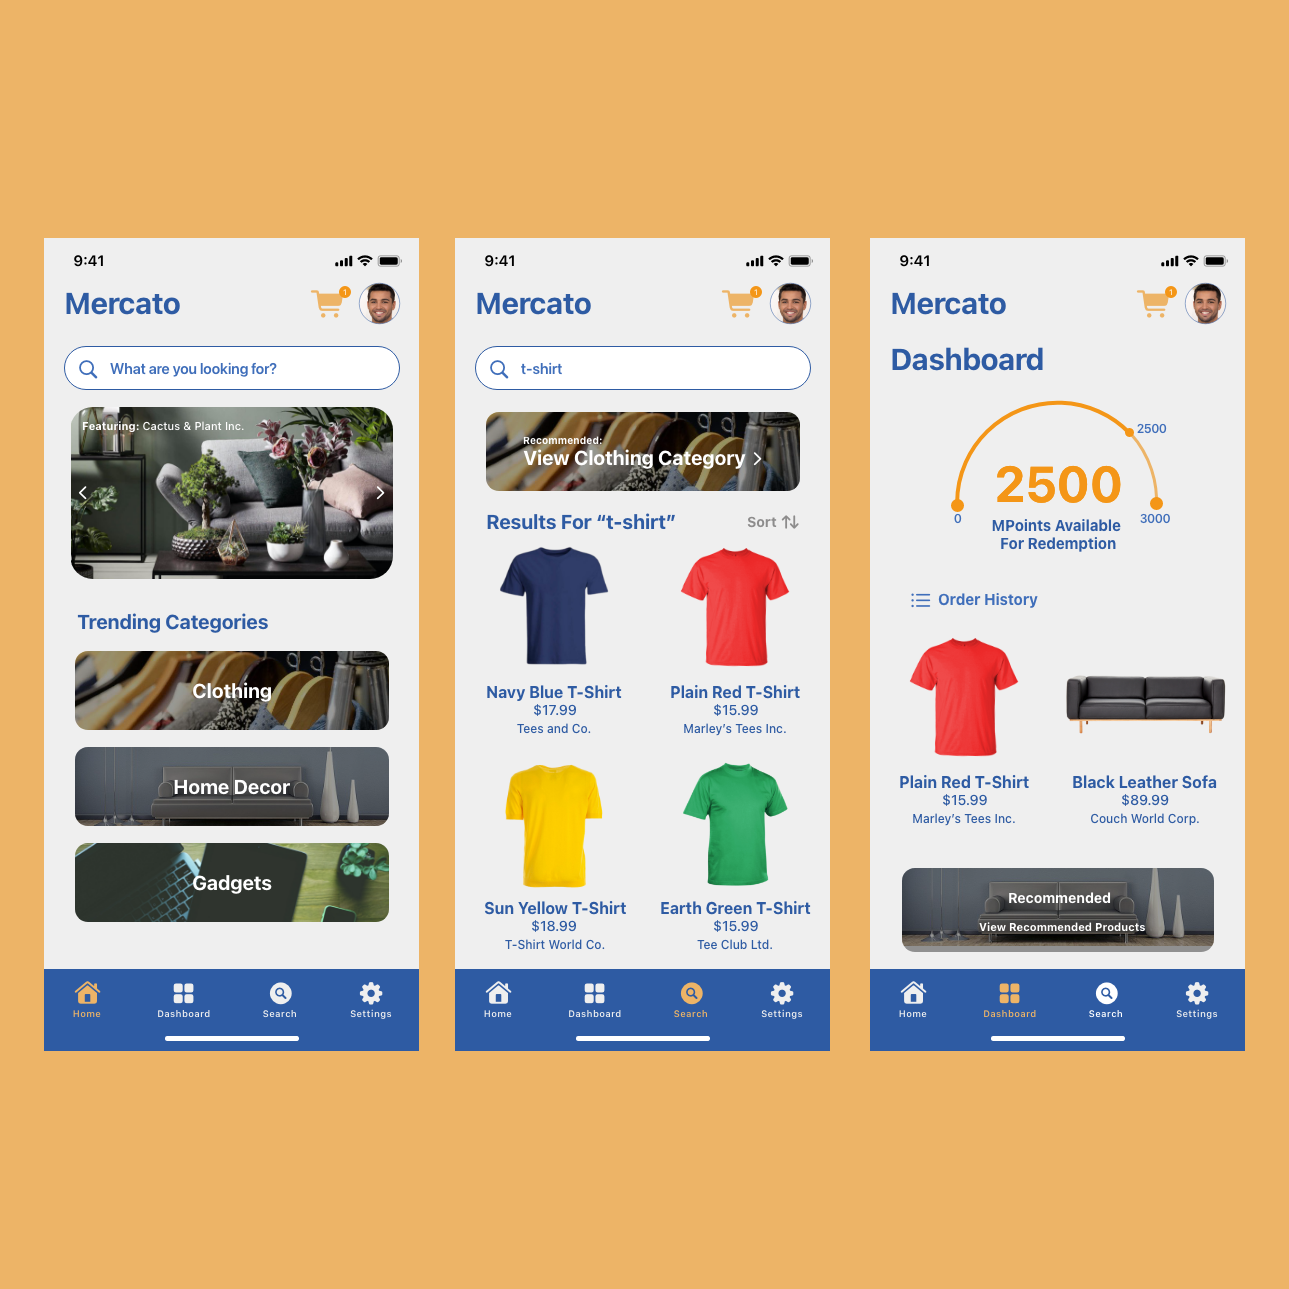 9:41
Mercato
1
What are you looking for?
Featuring: Cactus & Plant Inc.
Trending Categories
Clothing
Home Decor
Gadgets
Home
Dashboard
Search
Settings
9:41
Mercato
1
t-shirt
Recommended:
View Clothing Category
Results For “t-shirt”
Sort
Navy Blue T-Shirt
$17.99
Tees and Co.
Plain Red T-Shirt
$15.99
Marley’s Tees Inc.
Sun Yellow T-Shirt
$18.99
T-Shirt World Co.
Earth Green T-Shirt
$15.99
Tee Club Ltd.
Home
Dashboard
Search
Settings
9:41
Mercato
1
Dashboard
2500
2500
0
3000
MPoints Available
For Redemption
Order History
Plain Red T-Shirt
$15.99
Marley’s Tees Inc.
Black Leather Sofa
$89.99
Couch World Corp.
Recommended
View Recommended Products
Home
Dashboard
Search
Settings